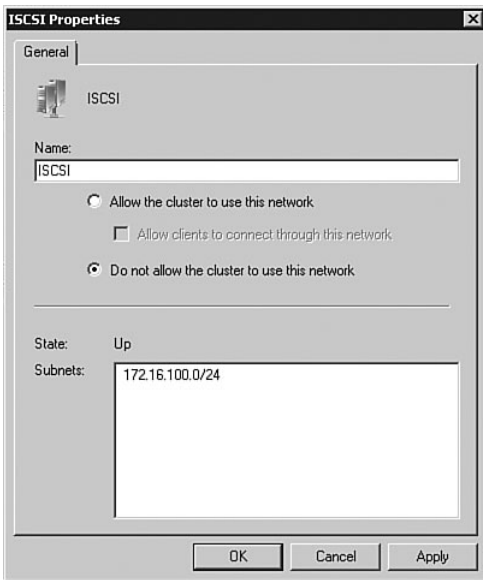 ISCSI Properties
General
ISCSI
Name:
ISCSI
Allow the cluster to use this network
Allow clients to connect through this network
Do not allow the cluster to use this network
State: Up
Subnets: 172.16.100.0/24
OK Cancel Apply